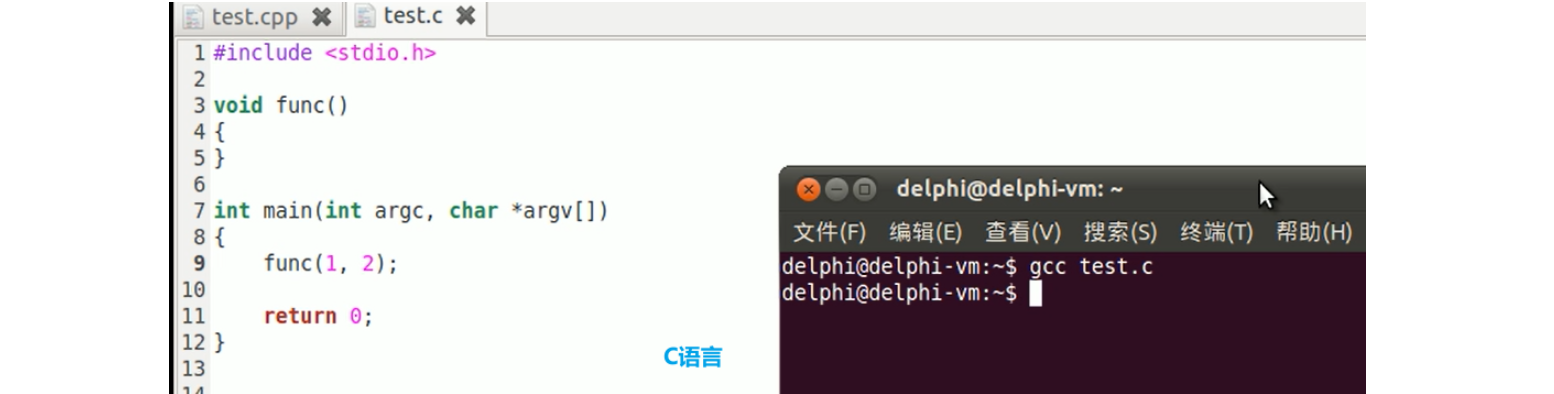 test.cpp ✖ test.c ✖
1 #include <stdio.h>
2
3 void func()
4 {
5 }
6
7 int main(int argc, char *argv[])
8 {
9     func(1, 2);
10
11     return 0;
12 }
13
14
C语言
delphi@delphi-vm: ~
文件(F) 编辑(E) 查看(V) 搜索(S) 终端(T) 帮助(H)
delphi@delphi-vm:~$ gcc test.c
delphi@delphi-vm:~$